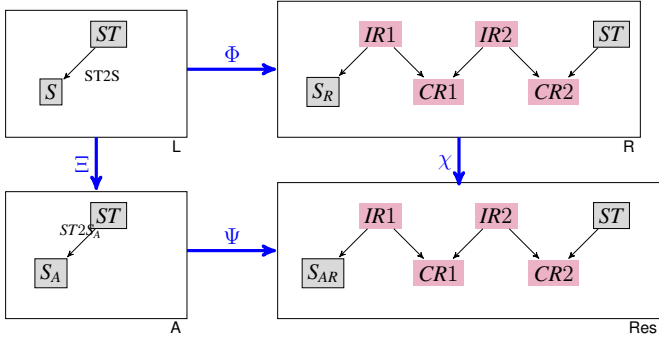 ST
ST2S
S
L
Φ
IR1 IR2 ST
S_R CR1 CR2
R
Ξ
χ
ST
ST2S_A
S_A
A
Ψ
IR1 IR2 ST
S_AR CR1 CR2
Res